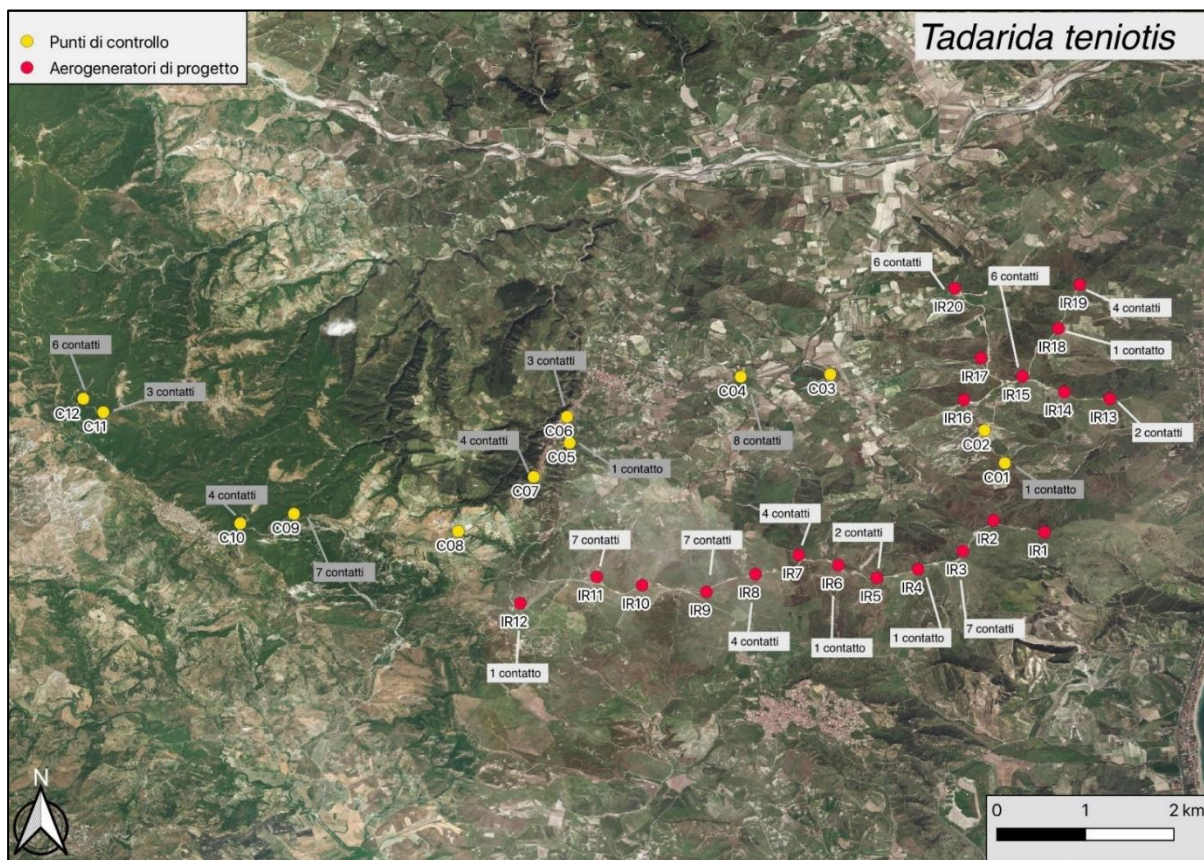 Punti di controllo
Aerogeneratori di progetto
Tadarida teniotis
6 contatti
6 contatti
IR20
IR19
4 contatti
IR18
1 contatto
6 contatti
3 contatti
3 contatti
C12
C11
C04
C03
IR17
IR15
IR14
IR13
IR16
2 contatti
C06
C05
C02
8 contatti
4 contatti
1 contatto
C07
C01
1 contatto
4 contatti
C10
C09
C08
7 contatti
7 contatti
7 contatti
4 contatti
2 contatti
IR2
IR1
IR7
IR6
IR5
IR4
IR3
IR11
IR10
IR9
IR8
IR12
1 contatto
4 contatti
1 contatto
1 contatto
7 contatti
N
0 1 2 km